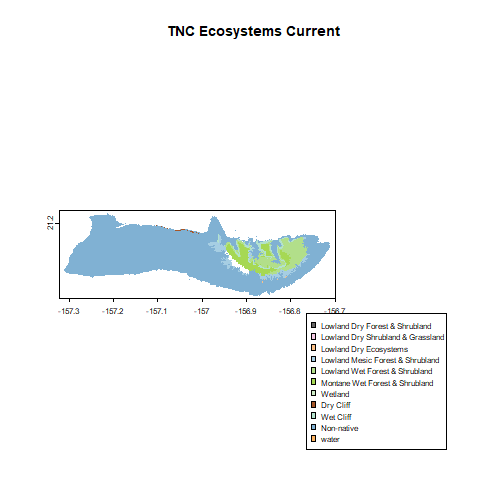 TNC Ecosystems Current
21.2
-157.3 -157.2 -157.1 -157 -156.9 -156.8 -156.7
Lowland Dry Forest & Shrubland
Lowland Dry Shrubland & Grassland
Lowland Dry Ecosystems
Lowland Mesic Forest & Shrubland
Lowland Wet Forest & Shrubland
Montane Wet Forest & Shrubland
Wetland
Dry Cliff
Wet Cliff
Non-native
water